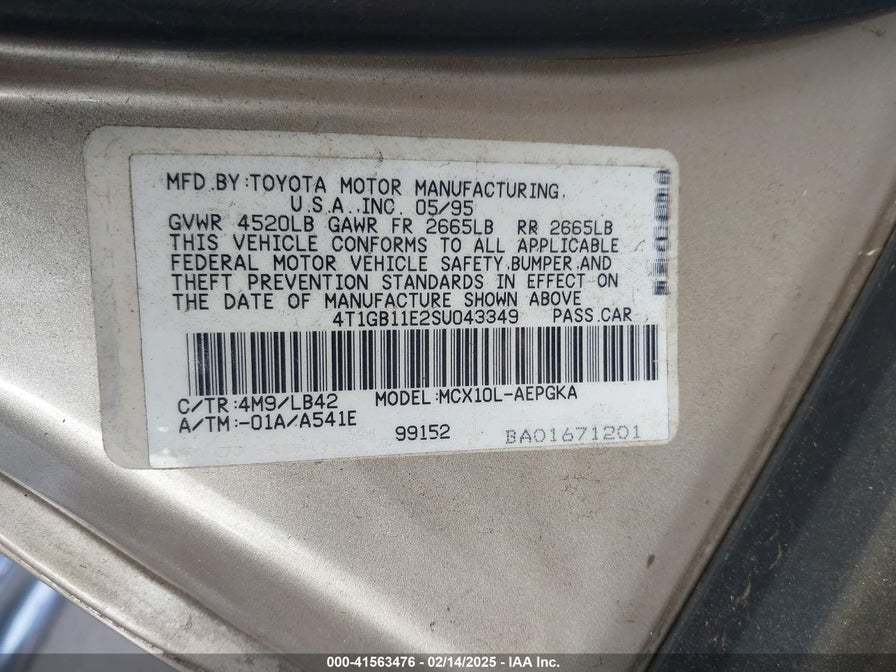 MFD.BY:TOYOTA MOTOR MANUFACTURING,
U.S.A.,INC. 05/95
GVWR 4520LB GAWR FR 2665LB RR 2665LB
THIS VEHICLE CONFORMS TO ALL APPLICABLE
FEDERAL MOTOR VEHICLE SAFETY,BUMPER,AND
THEFT PREVENTION STANDARDS IN EFFECT ON
THE DATE OF MANUFACTURE SHOWN ABOVE
4T1GB11E2SU043349 PASS.CAR
C/TR:4M9/LB42 MODEL:MCX10L-AEPGKA
A/TM:-01A/A541E
99152 BA01671201
000-41563476 - 02/14/2025 - IAA Inc.